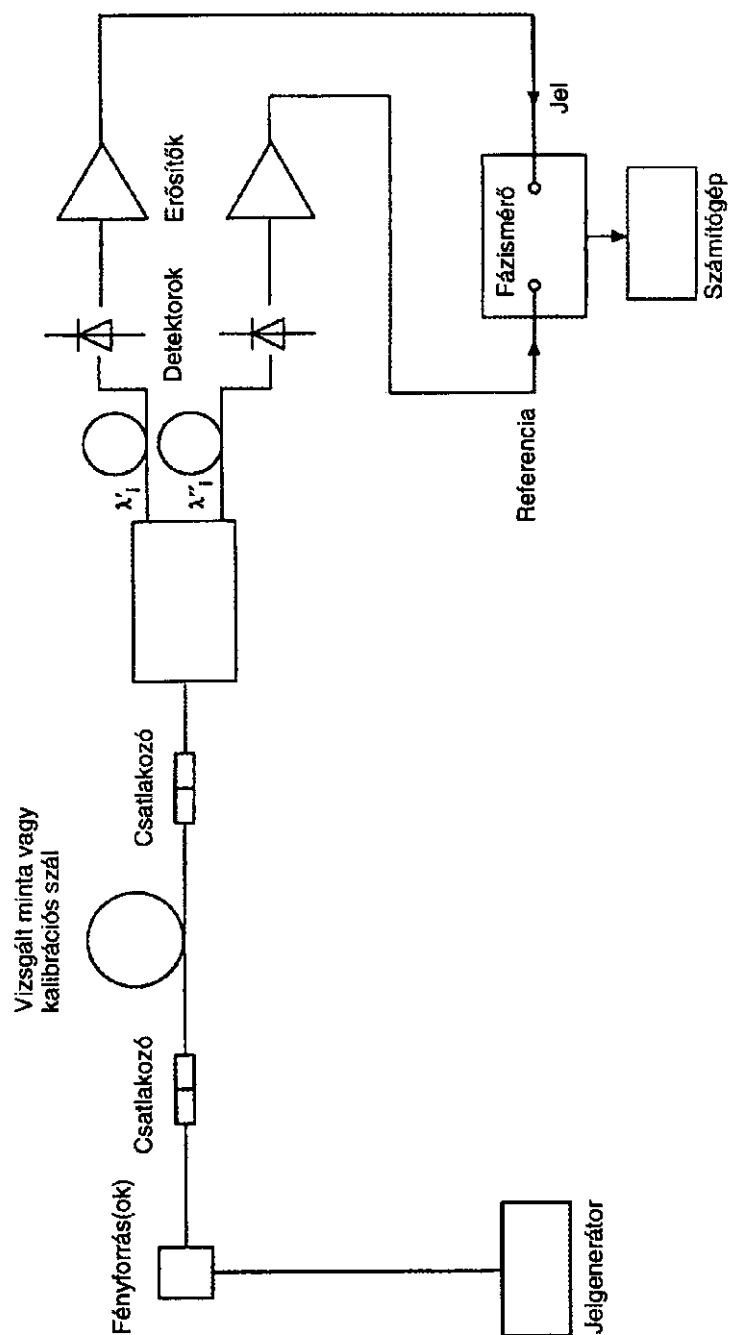 Vizsgált minta vagy
kalibrációs szál
Fényforrás(ok)
Csatlakozó
Csatlakozó
λ'i
λ"i
Detektorok
Erősítők
Jelgenerátor
Referencia
Fázismérő
Jel
Számítógép